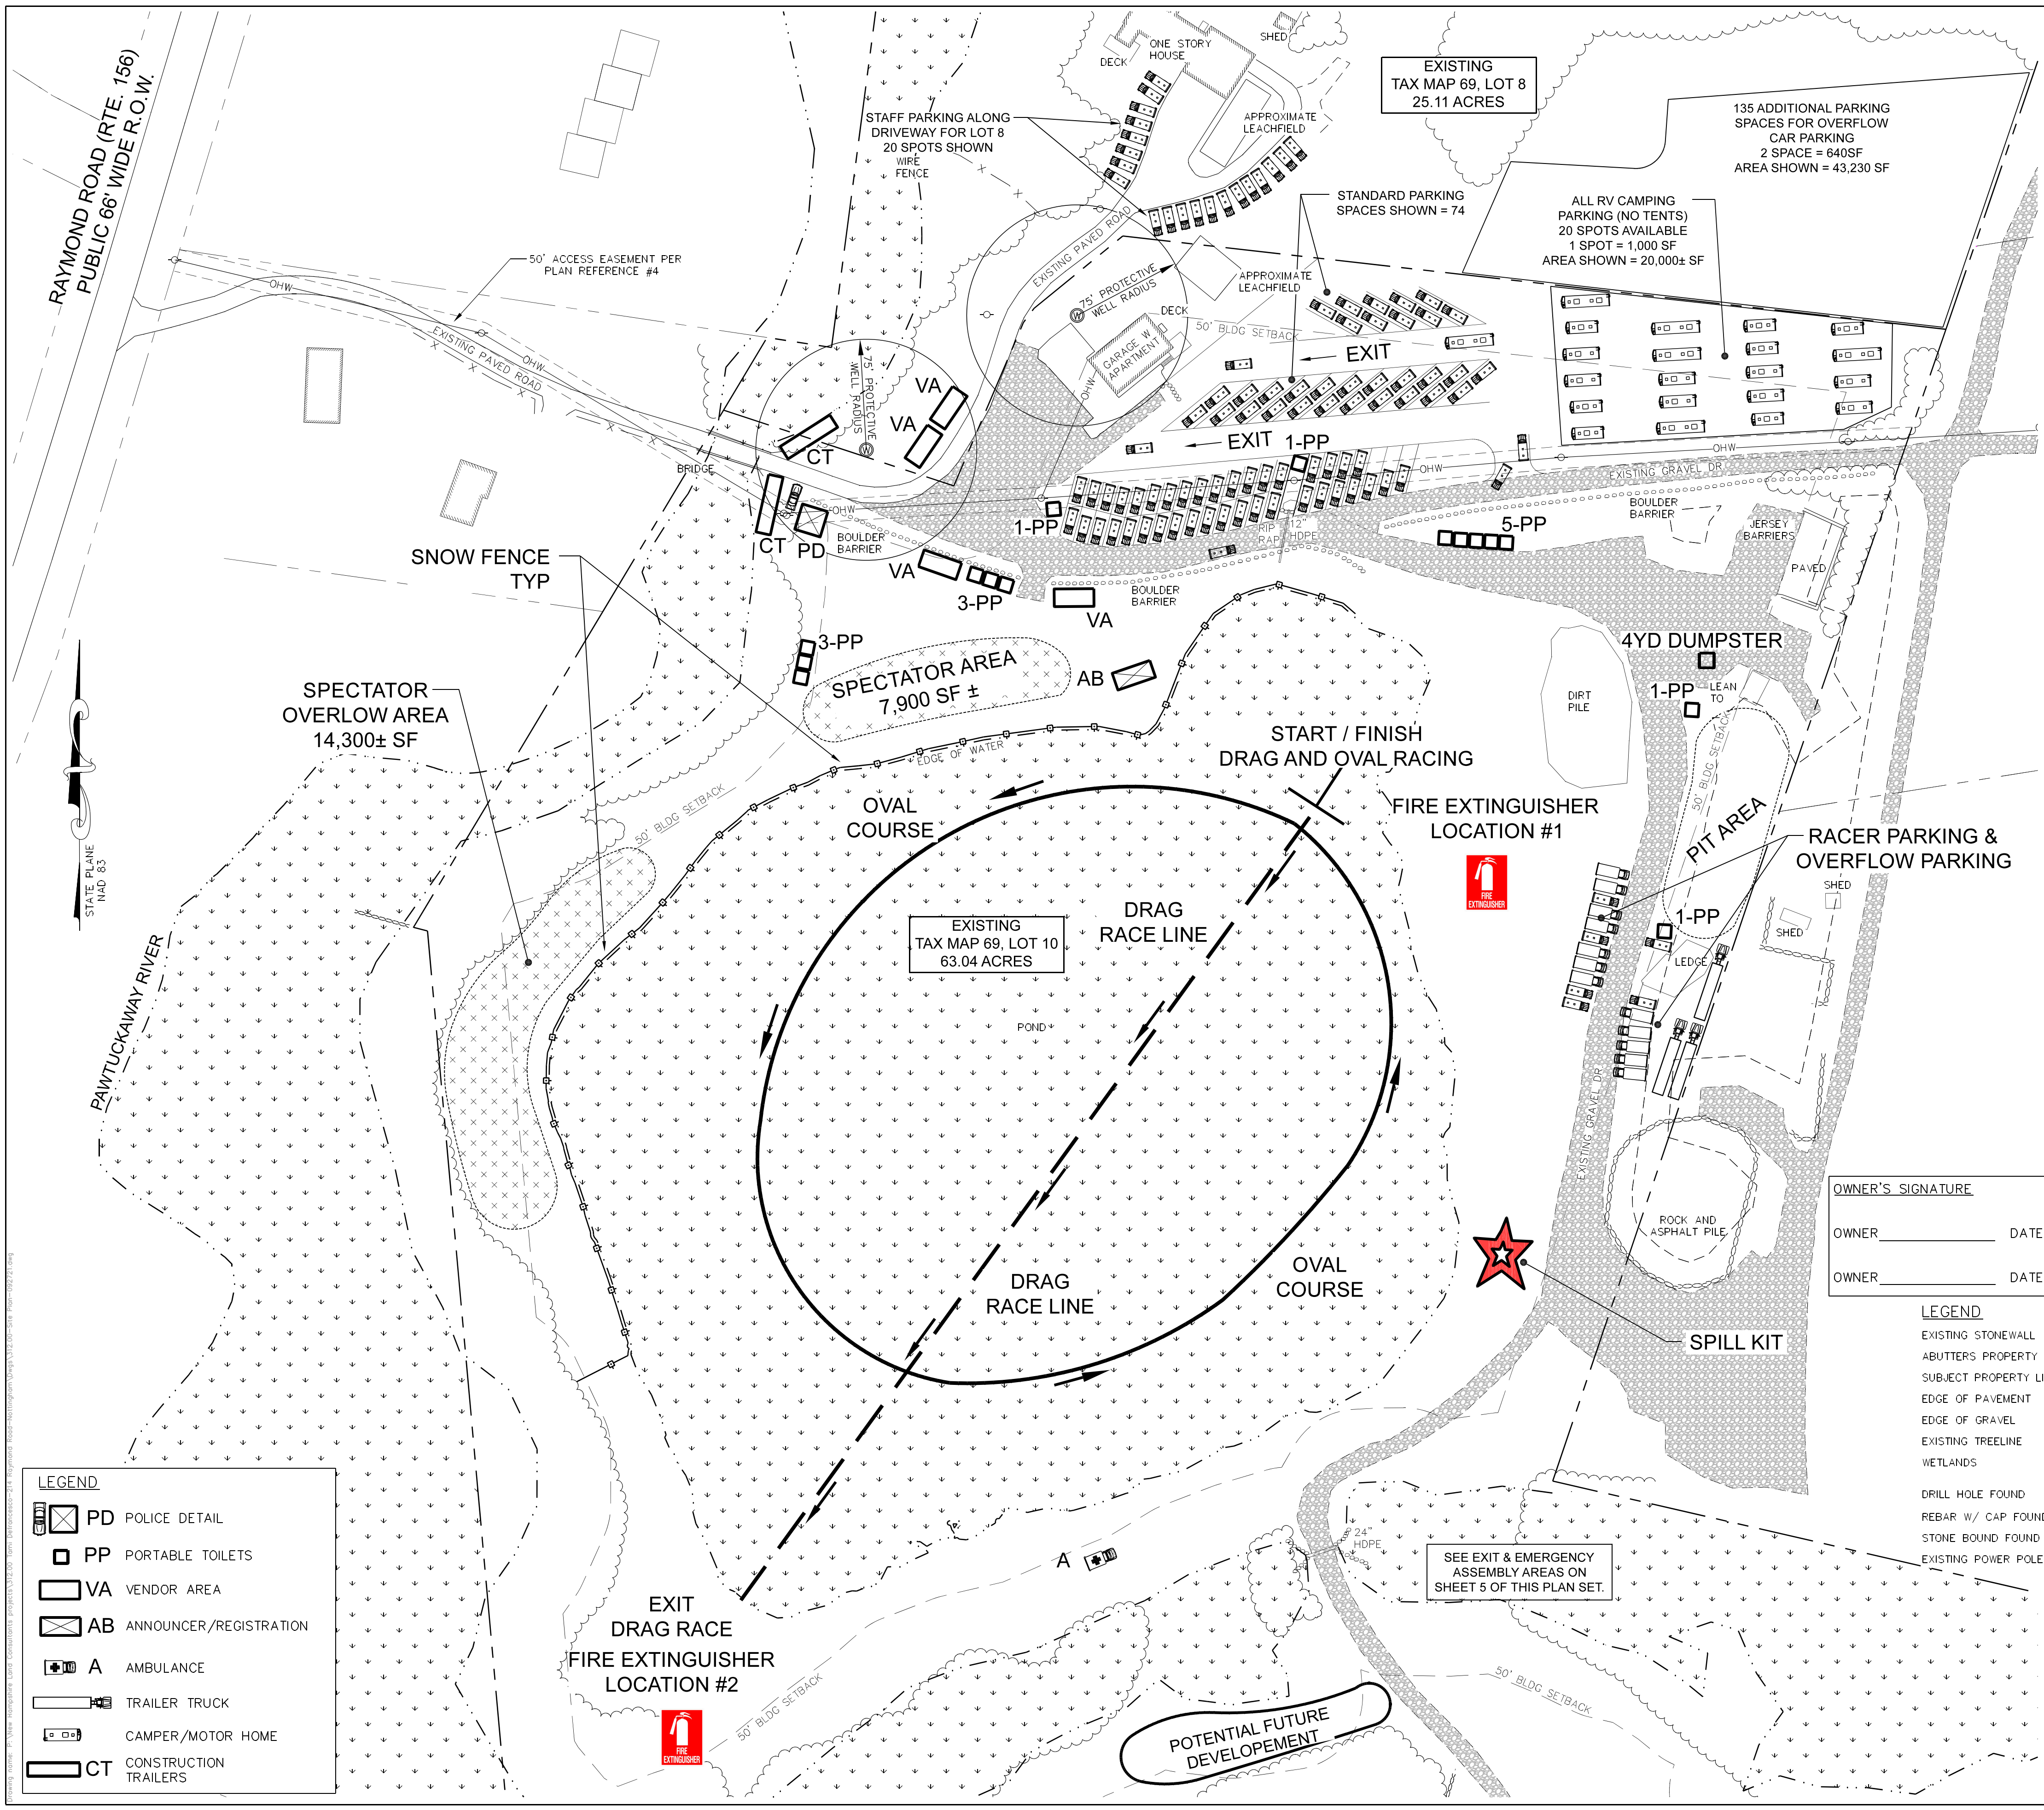 RAYMOND ROAD (RTE. 156)
PUBLIC 66' WIDE R.O.W.
50' ACCESS EASEMENT PER
PLAN REFERENCE #4
OHW
EXISTING PAVED ROAD
OHW
ONE STORY
HOUSE
DECK
SHED
STAFF PARKING ALONG
DRIVEWAY FOR LOT 8
20 SPOTS SHOWN
WIRE
FENCE
APPROXIMATE
LEACHFIELD
EXISTING
TAX MAP 69, LOT 8
25.11 ACRES
135 ADDITIONAL PARKING
SPACES FOR OVERFLOW
CAR PARKING
2 SPACE = 640SF
AREA SHOWN = 43,230 SF
STANDARD PARKING
SPACES SHOWN = 74
ALL RV CAMPING
PARKING (NO TENTS)
20 SPOTS AVAILABLE
1 SPOT = 1,000 SF
AREA SHOWN = 20,000± SF
EXISTING PAVED ROAD
75' PROTECTIVE
WELL RADIUS
W
APPROXIMATE
LEACHFIELD
DECK
50' BLDG SETBACK
GARAGE W/
APARTMENT
OHW
EXIT
EXIT
1-PP
75' PROTECTIVE
WELL RADIUS
W
VA
VA
CT
BRIDGE
CT
PD
OHW
BOULDER
BARRIER
1-PP
RIP
RAP
12"
HDPE
OHW
OHW
EXISTING GRAVEL DR
BOULDER
BARRIER
5-PP
JERSEY
BARRIERS
PAVED
SNOW FENCE
TYP
VA
3-PP
BOULDER
BARRIER
VA
3-PP
SPECTATOR AREA
7,900 SF ±
AB
4YD DUMPSTER
1-PP
LEAN
TO
DIRT
PILE
SPECTATOR
OVERLOW AREA
14,300± SF
EDGE OF WATER
START / FINISH
DRAG AND OVAL RACING
50' BLDG SETBACK
PIT AREA
STATE PLANE
NAD 83
50' BLDG SETBACK
OVAL
COURSE
FIRE EXTINGUISHER
LOCATION #1
FIRE
EXTINGUISHER
RACER PARKING &
OVERFLOW PARKING
SHED
SHED
1-PP
LEDGE
DRAG
RACE LINE
EXISTING
TAX MAP 69, LOT 10
63.04 ACRES
POND
PAWTUCKAWAY RIVER
EXISTING GRAVEL DR
ROCK AND
ASPHALT PILE
DRAG
RACE LINE
OVAL
COURSE
SPILL KIT
OWNER'S SIGNATURE
OWNER DATE
OWNER DATE
LEGEND
EXISTING STONEWALL
ABUTTERS PROPERTY
SUBJECT PROPERTY LI
EDGE OF PAVEMENT
EDGE OF GRAVEL
EXISTING TREELINE
WETLANDS
DRILL HOLE FOUND
REBAR W/ CAP FOUND
STONE BOUND FOUND
EXISTING POWER POLE
LEGEND
PD POLICE DETAIL
PP PORTABLE TOILETS
VA VENDOR AREA
AB ANNOUNCER/REGISTRATION
A AMBULANCE
TRAILER TRUCK
CAMPER/MOTOR HOME
CT CONSTRUCTION
TRAILERS
A
24"
HDPE
SEE EXIT & EMERGENCY
ASSEMBLY AREAS ON
SHEET 5 OF THIS PLAN SET.
EXIT
DRAG RACE
FIRE EXTINGUISHER
LOCATION #2
FIRE
EXTINGUISHER
50' BLDG SETBACK
50' BLDG SETBACK
POTENTIAL FUTURE
DEVELOPEMENT